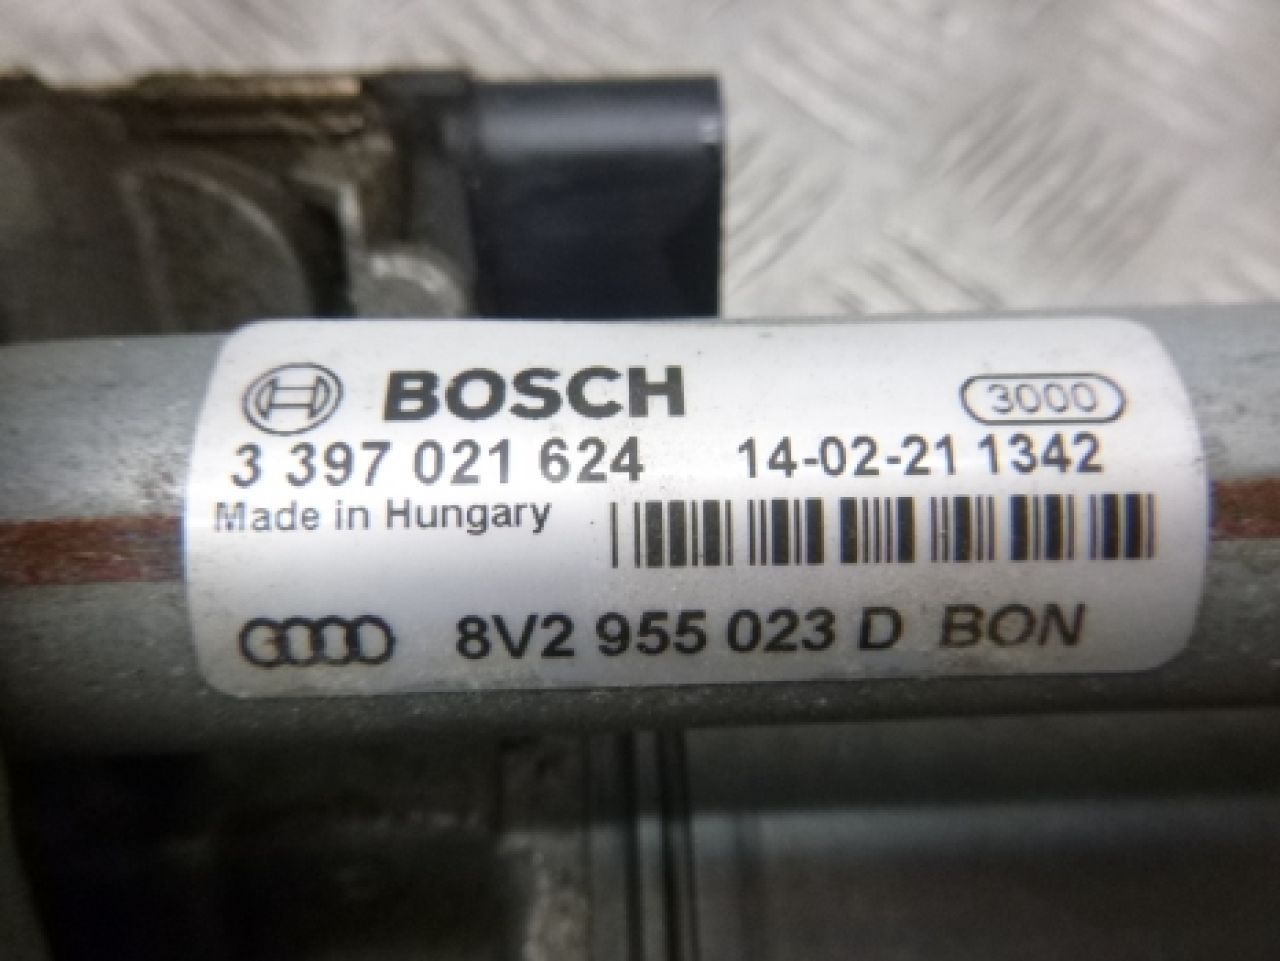 BOSCH
3000
3 397 021 624 14-02-21 1342
Made in Hungary
8V2 955 023 D BON